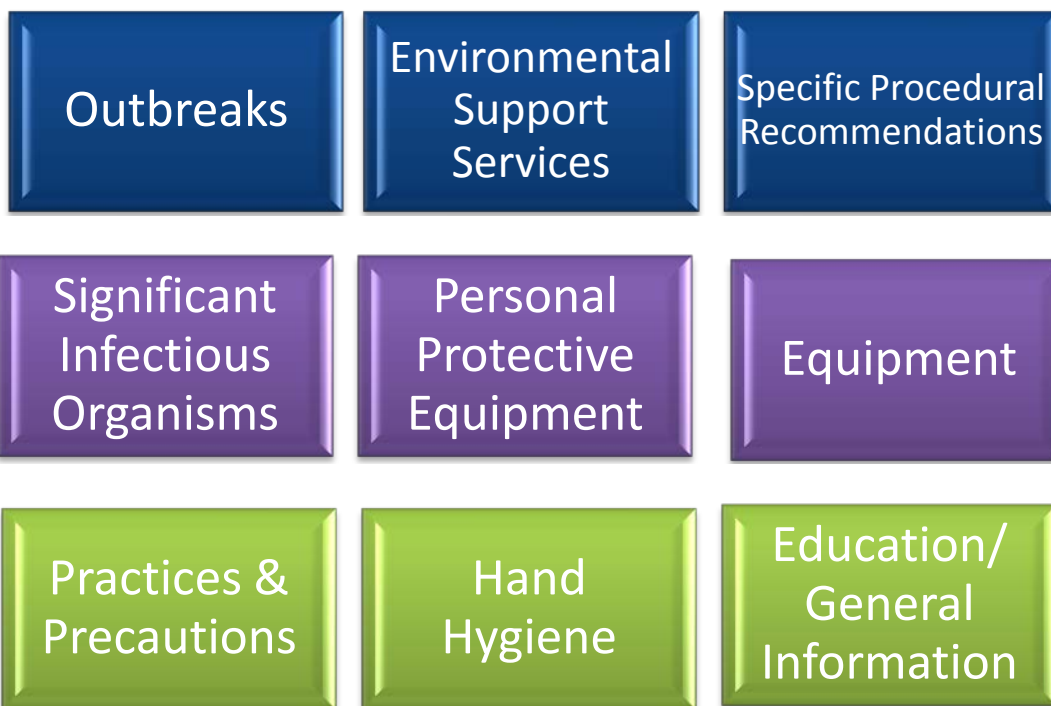 Outbreaks
Environmental
Support
Services
Specific Procedural
Recommendations
Significant
Infectious
Organisms
Personal
Protective
Equipment
Equipment
Practices &
Precautions
Hand
Hygiene
Education/
General
Information